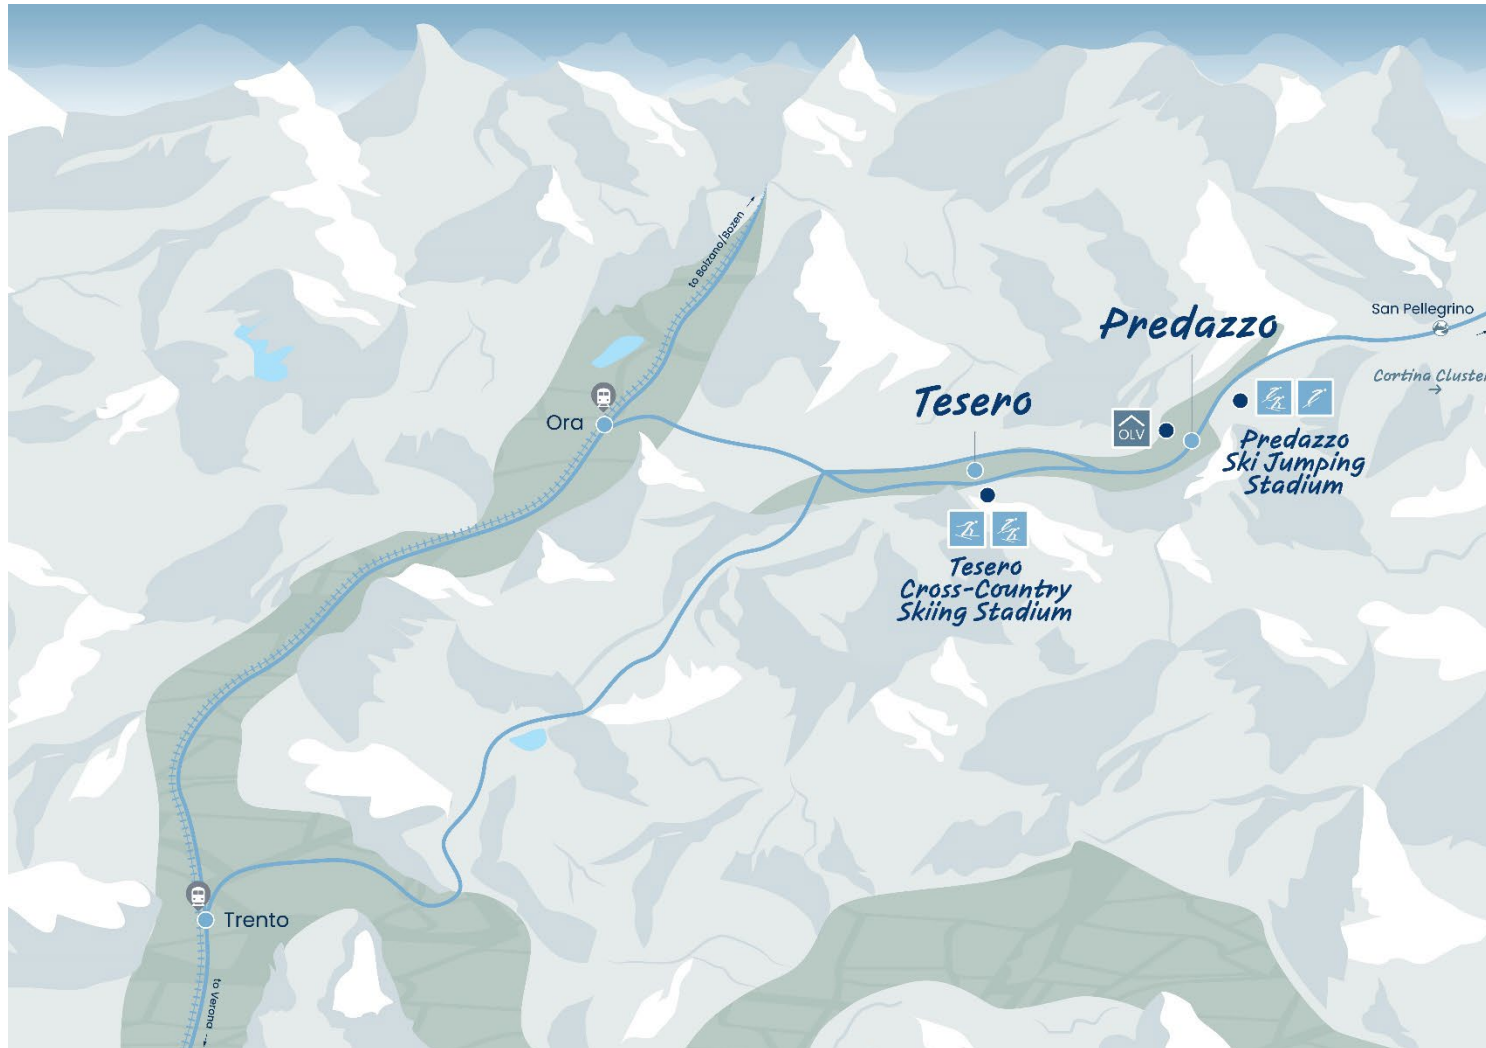 to Bolzano/Bozen
San Pellegrino
Predazzo
Cortina Cluster
Tesero
Ora
OLV
Predazzo
Ski Jumping
Stadium
Tesero
Cross-Country
Skiing Stadium
Trento
to Verona